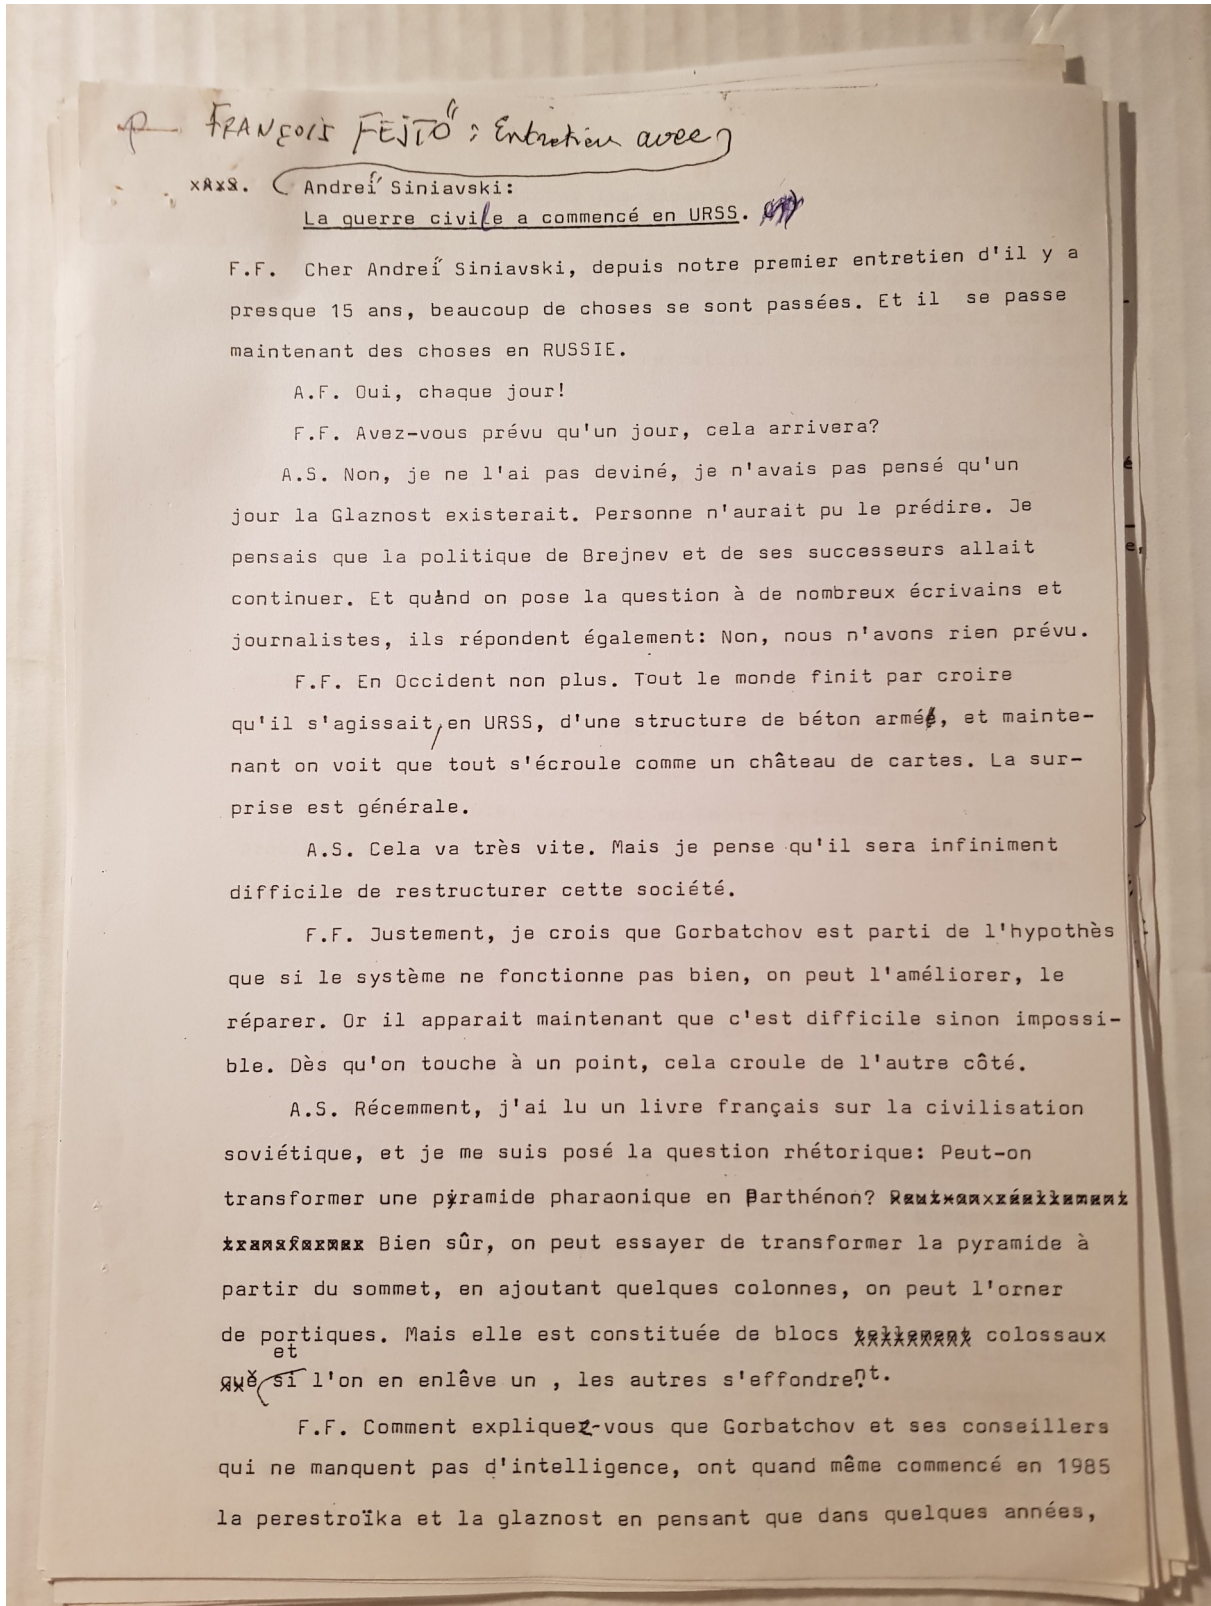 FRANÇOIS FEJTŐ : Entretien avec
Andreï Siniavski:
La guerre civile a commencé en URSS.
F.F. Cher Andreï Siniavski, depuis notre premier entretien d'il y a
presque 15 ans, beaucoup de choses se sont passées. Et il se passe
maintenant des choses en RUSSIE.
A.F. Oui, chaque jour!
F.F. Avez-vous prévu qu'un jour, cela arrivera?
A.S. Non, je ne l'ai pas deviné, je n'avais pas pensé qu'un
jour la Glaznost existerait. Personne n'aurait pu le prédire. Je
pensais que la politique de Brejnev et de ses successeurs allait
continuer. Et quand on pose la question à de nombreux écrivains et
journalistes, ils répondent également: Non, nous n'avons rien prévu.
F.F. En Occident non plus. Tout le monde finit par croire
qu'il s'agissait, en URSS, d'une structure de béton armé, et mainte-
nant on voit que tout s'écroule comme un château de cartes. La sur-
prise est générale.
A.S. Cela va très vite. Mais je pense qu'il sera infiniment
difficile de restructurer cette société.
F.F. Justement, je crois que Gorbatchov est parti de l'hypothès
que si le système ne fonctionne pas bien, on peut l'améliorer, le
réparer. Or il apparait maintenant que c'est difficile sinon impossi-
ble. Dès qu'on touche à un point, cela croule de l'autre côté.
A.S. Récemment, j'ai lu un livre français sur la civilisation
soviétique, et je me suis posé la question rhétorique: Peut-on
transformer une pyramide pharaonique en Parthénon? Peut-on réellement
transformer Bien sûr, on peut essayer de transformer la pyramide à
partir du sommet, en ajoutant quelques colonnes, on peut l'orner
de portiques. Mais elle est constituée de blocs tellement colossaux
que et si l'on en enlêve un , les autres s'effondrent.
F.F. Comment expliquez-vous que Gorbatchov et ses conseillers
qui ne manquent pas d'intelligence, ont quand même commencé en 1985
la perestroïka et la glaznost en pensant que dans quelques années,